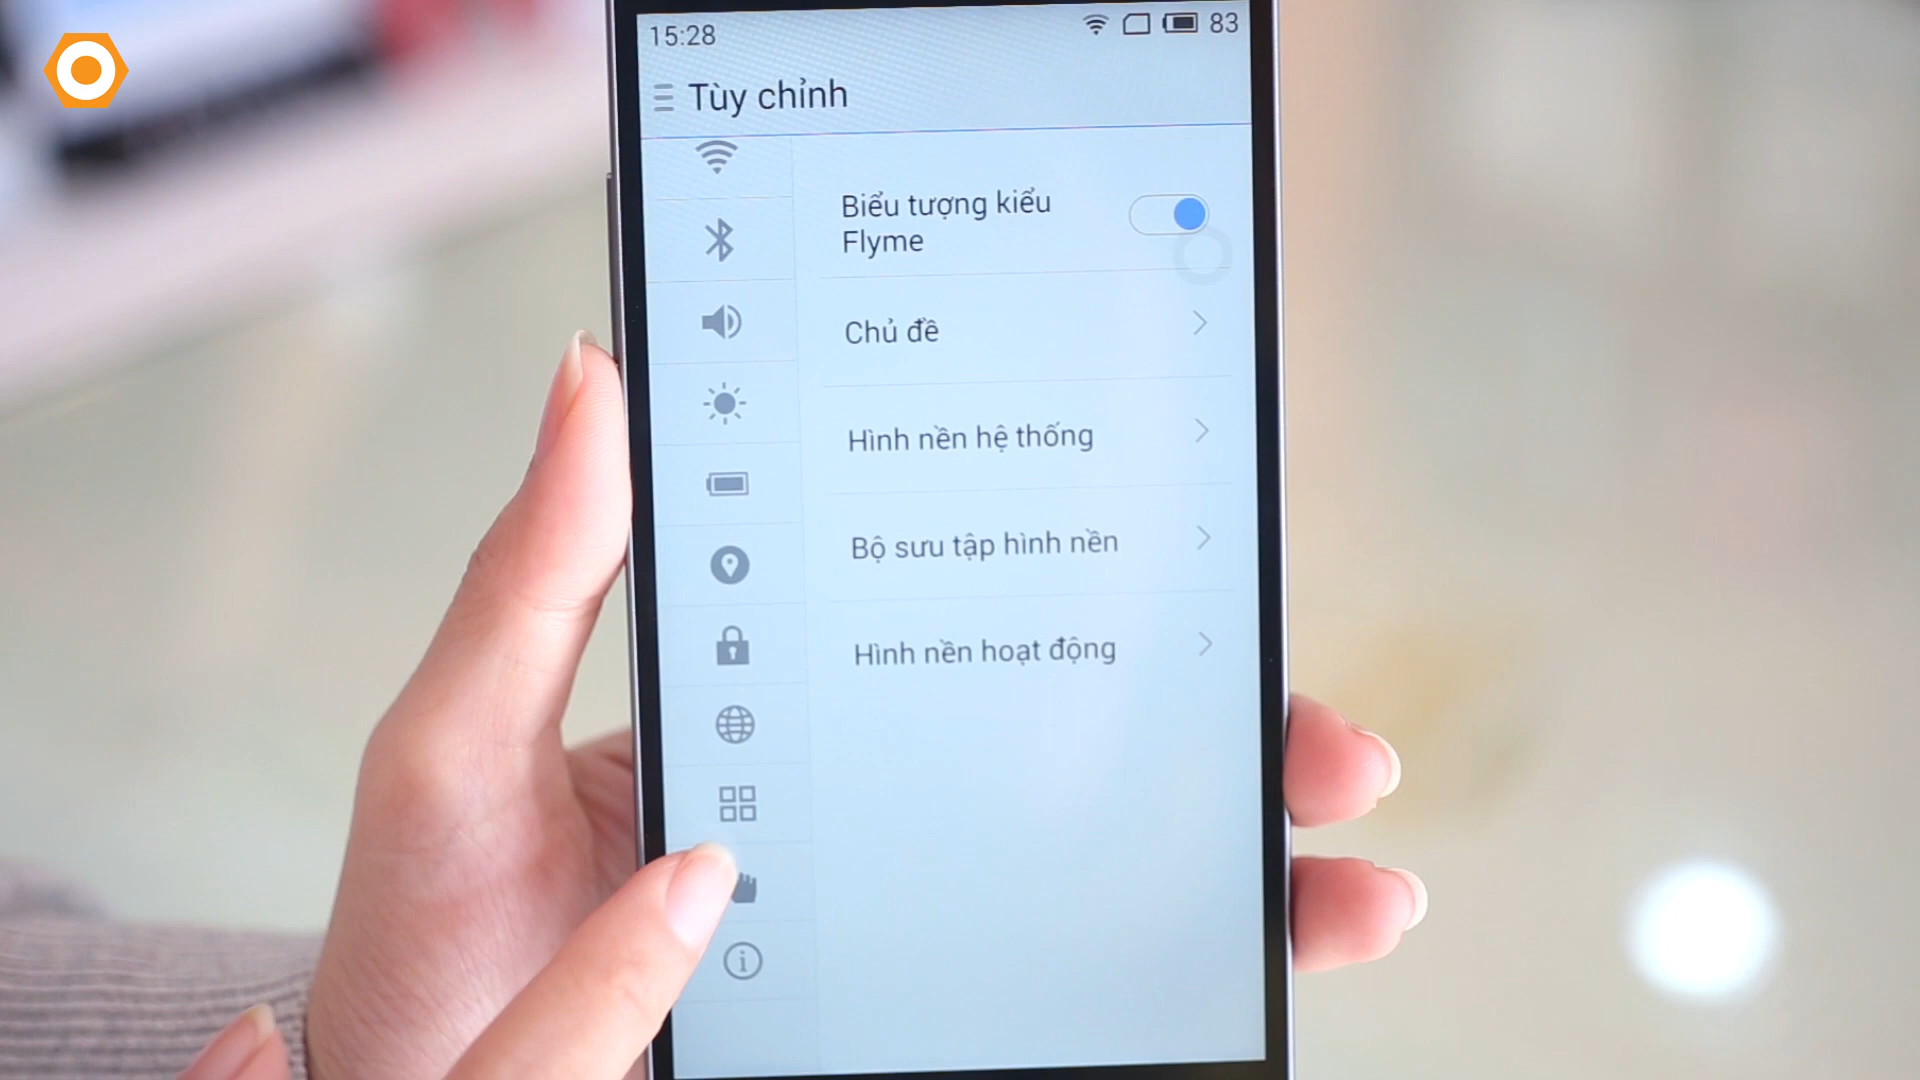 15:28
83
Tùy chỉnh
Biểu tượng kiểu
Flyme
Chủ đề
Hình nền hệ thống
Bộ sưu tập hình nền
Hình nền hoạt động